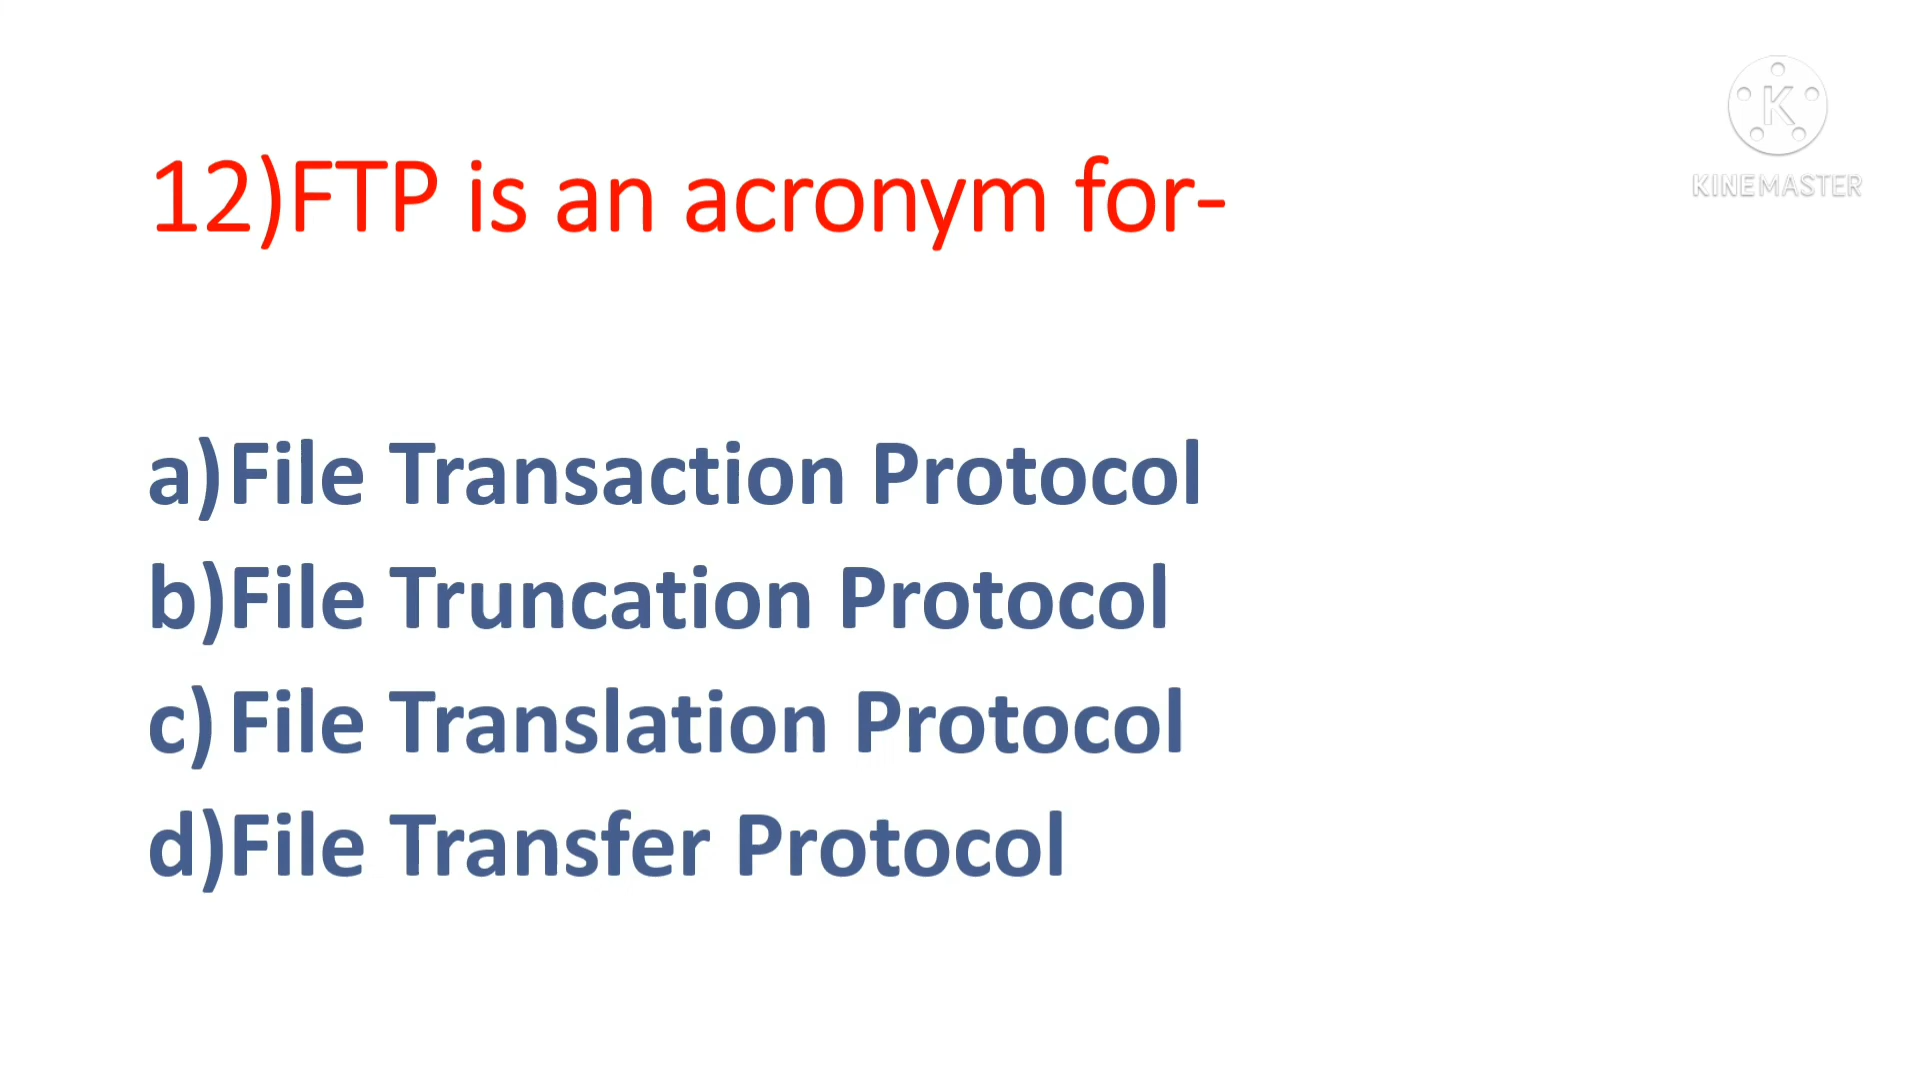 KINEMASTER
12)FTP is an acronym for-
a)File Transaction Protocol
b)File Truncation Protocol
c) File Translation Protocol
d)File Transfer Protocol